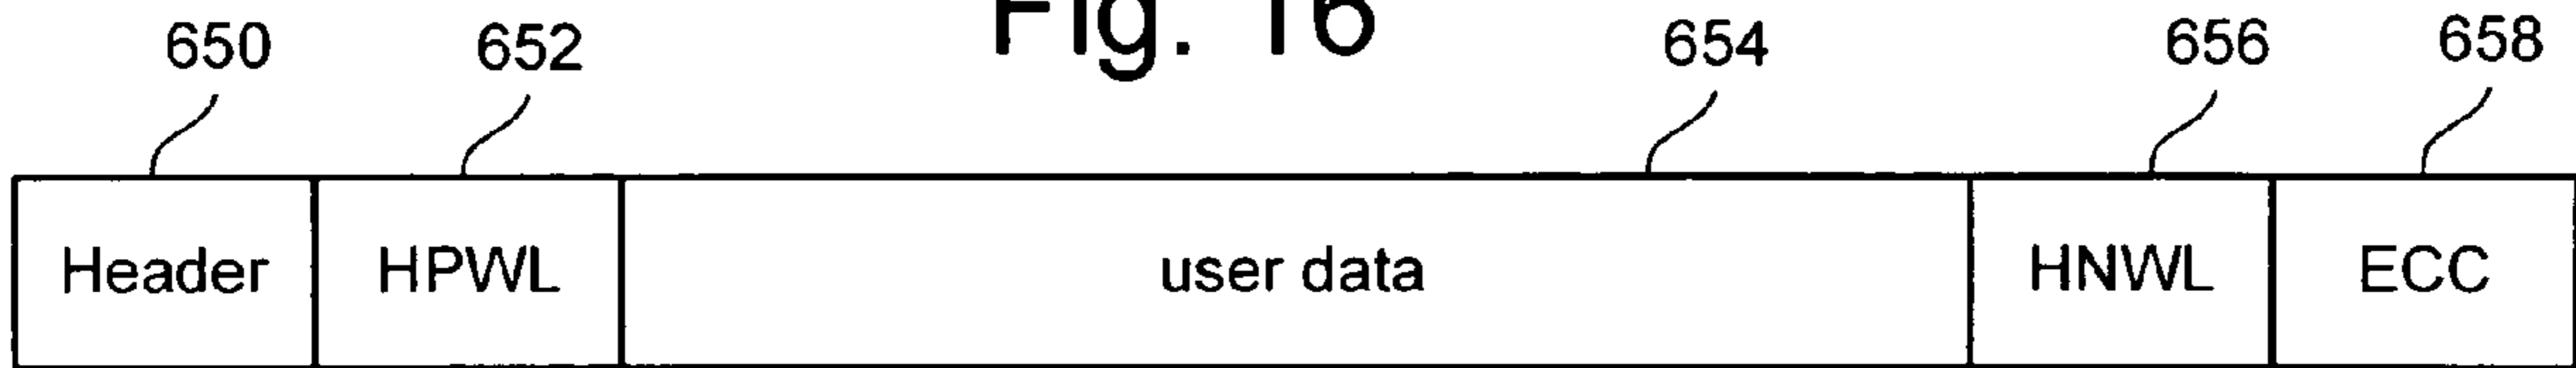 Fig. 16
650 652 654 656 658
Header HPWL user data HNWL ECC